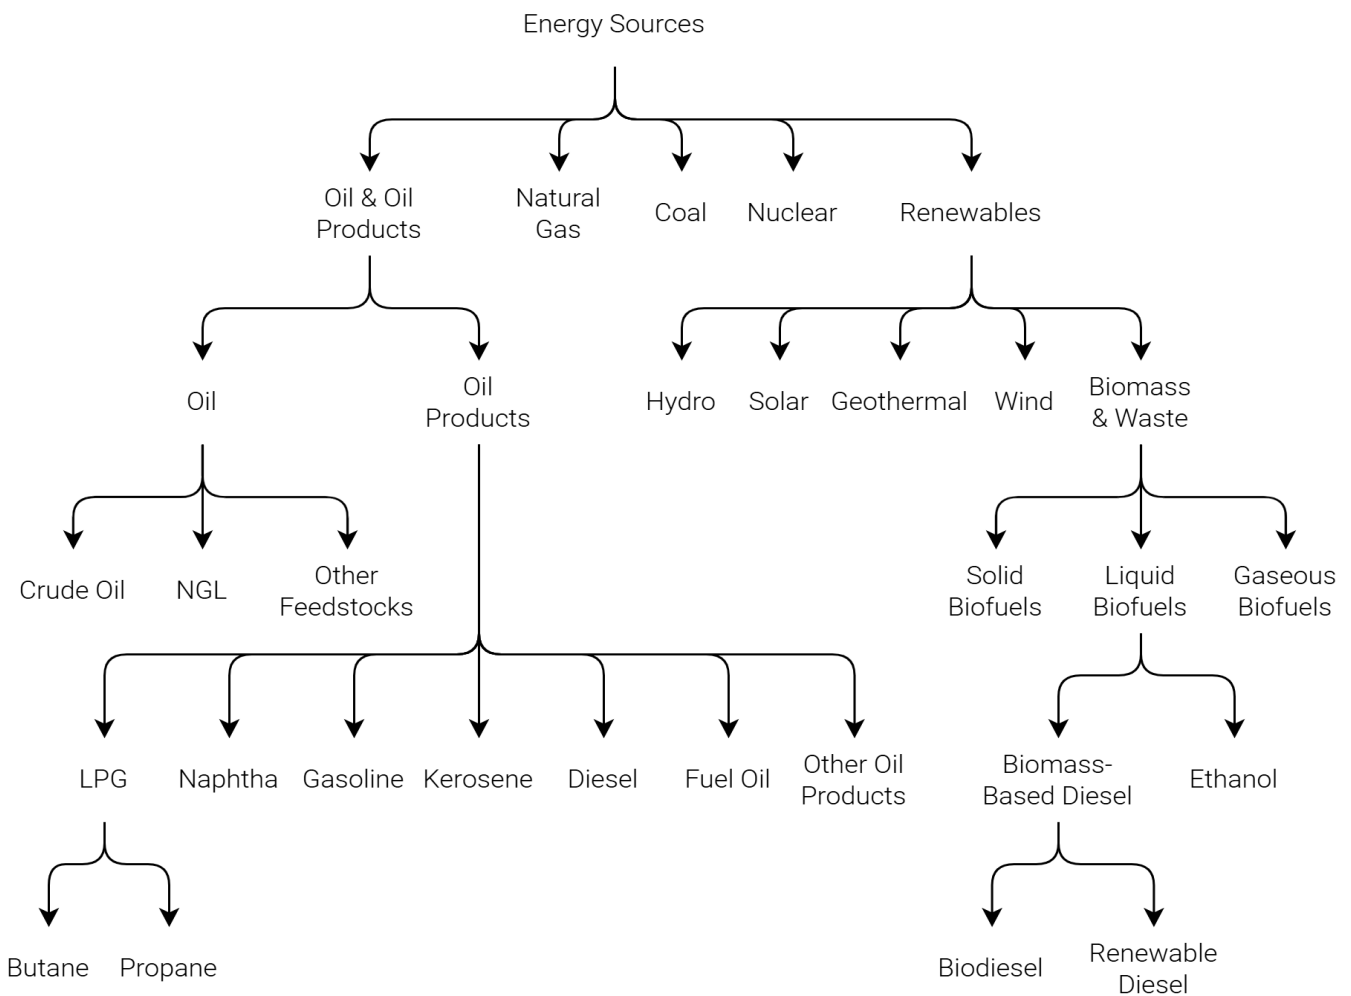 Energy Sources
Oil & Oil
Products
Natural
Gas
Coal
Nuclear
Renewables
Oil
Oil
Products
Hydro
Solar
Geothermal
Wind
Biomass
& Waste
Crude Oil
NGL
Other
Feedstocks
Solid
Biofuels
Liquid
Biofuels
Gaseous
Biofuels
LPG
Naphtha
Gasoline
Kerosene
Diesel
Fuel Oil
Other Oil
Products
Biomass-
Based Diesel
Ethanol
Butane
Propane
Biodiesel
Renewable
Diesel